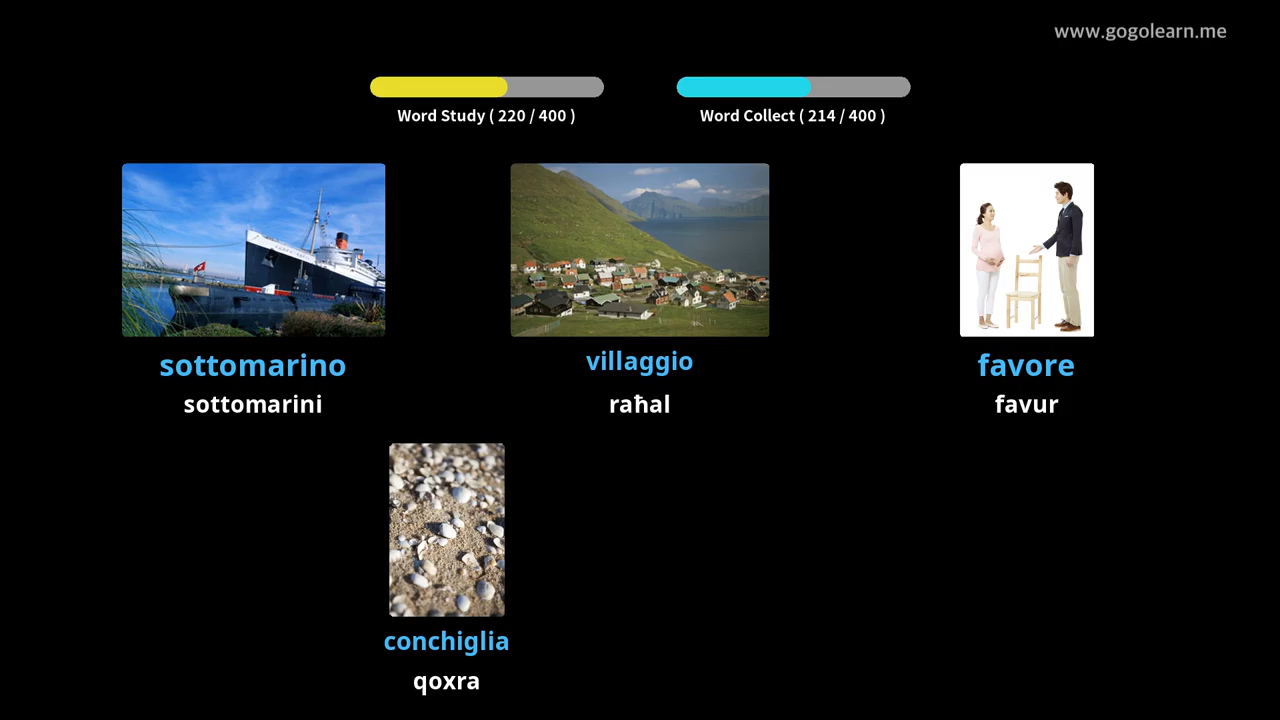 www.gogolearn.me
Word Study ( 220 / 400 )
Word Collect ( 214 / 400 )
sottomarino
sottomarini
villaggio
raħal
favore
favur
conchiglia
qoxra